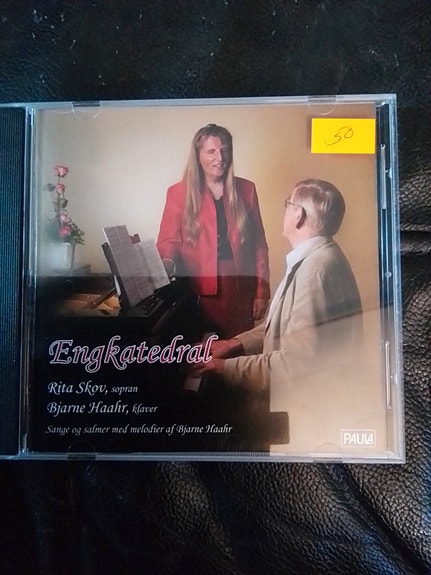 50
Engkatedral
Rita Skov, sopran
Bjarne Haahr, klaver
Sange og salmer med melodier af Bjarne Haahr
PAULA